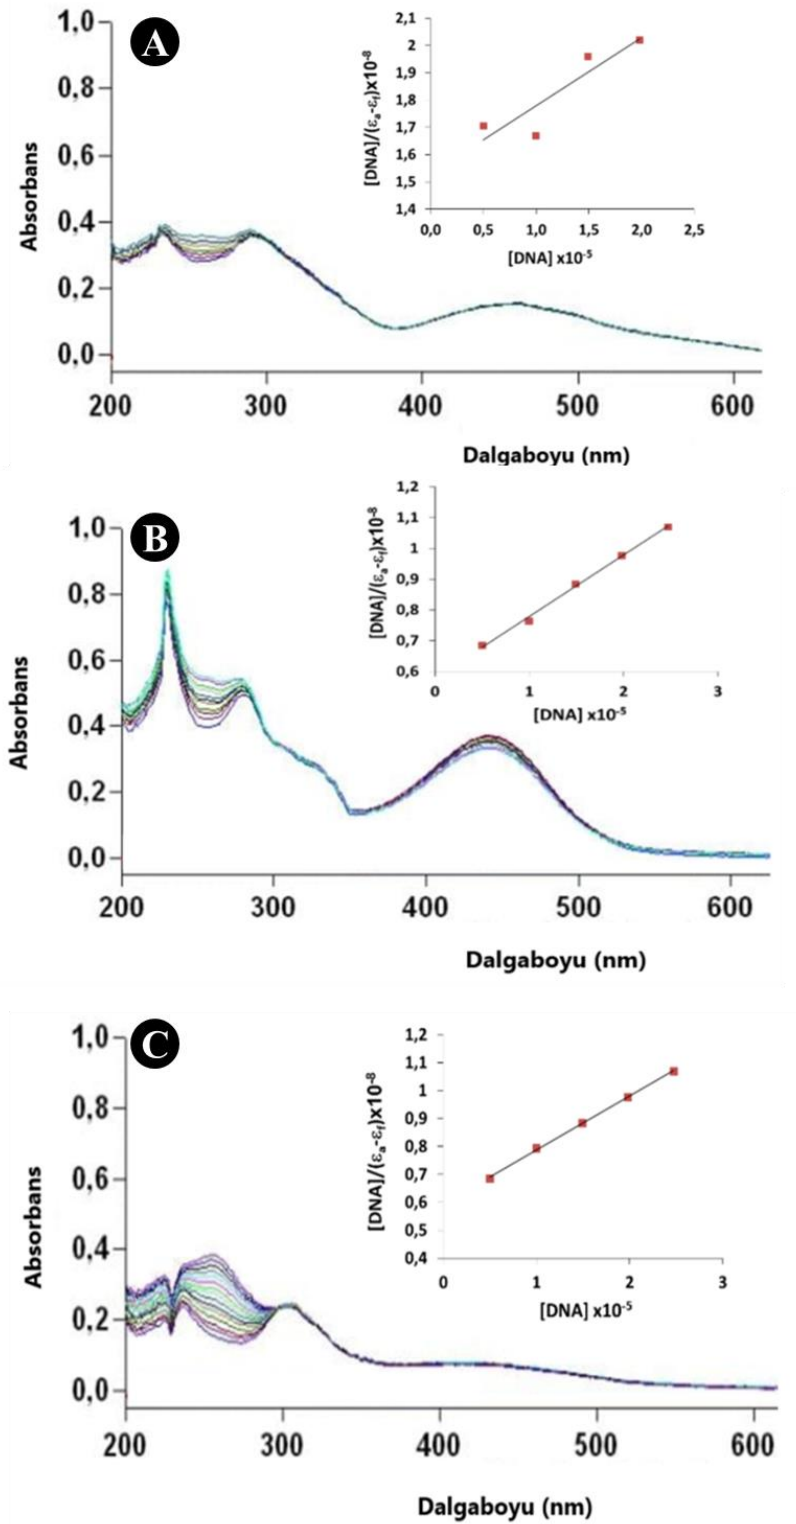 A
1,0
0,8
0,6
0,4
0,2
0,0
Absorbans
200 300 400 500 600
Dalgaboyu (nm)
[DNA]/(εa-εf)x10-8
2,1
2
1,9
1,8
1,7
1,6
1,5
1,4
0,0 0,5 1,0 1,5 2,0 2,5
[DNA] x10-5
B
1,0
0,8
0,6
0,4
0,2
0,0
Absorbans
200 300 400 500 600
Dalgaboyu (nm)
[DNA]/(εa-εf)x10-8
1,2
1,1
1
0,9
0,8
0,7
0,6
0 1 2 3
[DNA] x10-5
C
1,0
0,8
0,6
0,4
0,2
0,0
Absorbans
200 300 400 500 600
Dalgaboyu (nm)
[DNA]/(εa-εf)x10-8
1,2
1,1
1
0,9
0,8
0,7
0,6
0,5
0,4
0 1 2 3
[DNA] x10-5